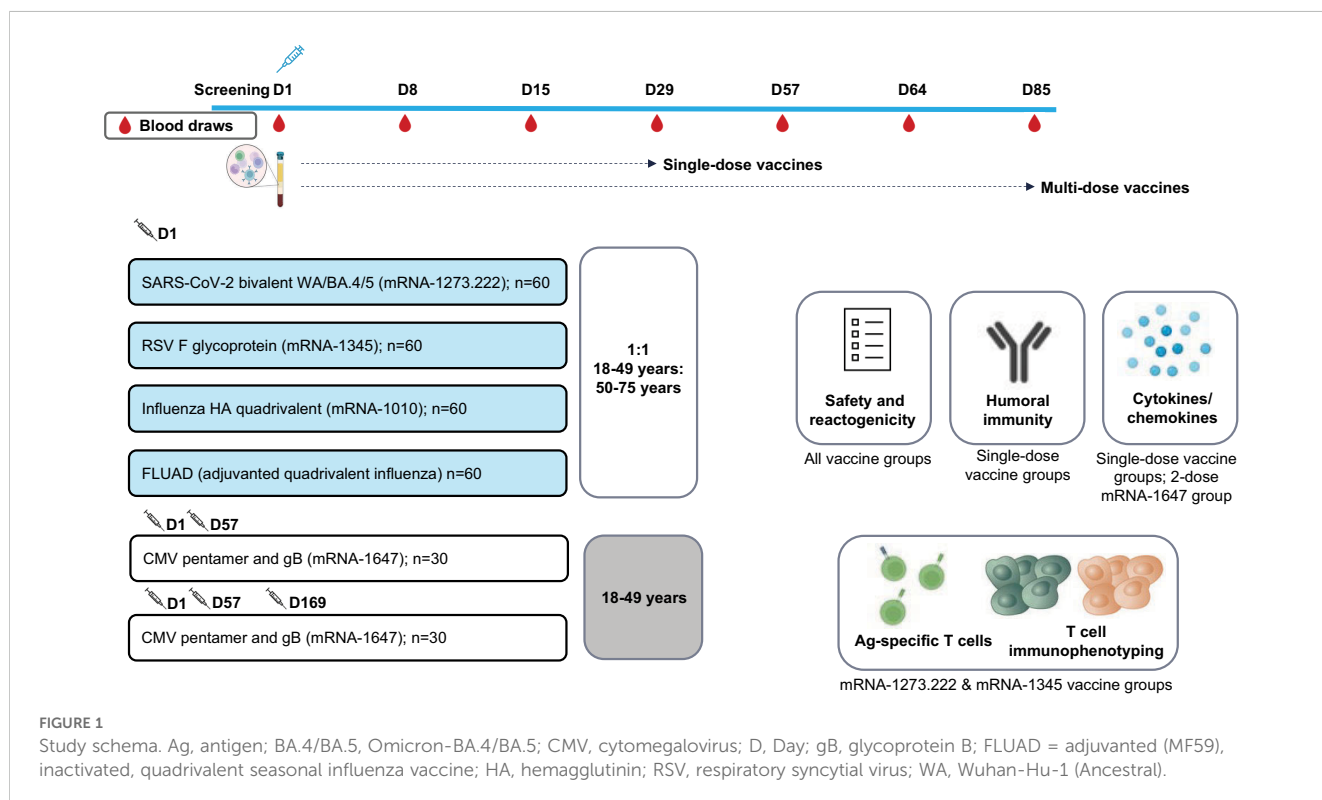 Screening D1 D8 D15 D29 D57 D64 D85
Blood draws
Single-dose vaccines
Multi-dose vaccines
D1
SARS-CoV-2 bivalent WA/BA.4/5 (mRNA-1273.222); n=60
RSV F glycoprotein (mRNA-1345); n=60
Influenza HA quadrivalent (mRNA-1010); n=60
FLUAD (adjuvanted quadrivalent influenza) n=60
1:1
18-49 years:
50-75 years
D1 D57
CMV pentamer and gB (mRNA-1647); n=30
D1 D57 D169
CMV pentamer and gB (mRNA-1647); n=30
18-49 years
Safety and
reactogenicity
All vaccine groups
Humoral
immunity
Single-dose
vaccine groups
Cytokines/
chemokines
Single-dose vaccine
groups; 2-dose
mRNA-1647 group
Ag-specific T cells
T cell
immunophenotyping
mRNA-1273.222 & mRNA-1345 vaccine groups
FIGURE 1
Study schema. Ag, antigen; BA.4/BA.5, Omicron-BA.4/BA.5; CMV, cytomegalovirus; D, Day; gB, glycoprotein B; FLUAD = adjuvanted (MF59),
inactivated, quadrivalent seasonal influenza vaccine; HA, hemagglutinin; RSV, respiratory syncytial virus; WA, Wuhan-Hu-1 (Ancestral).